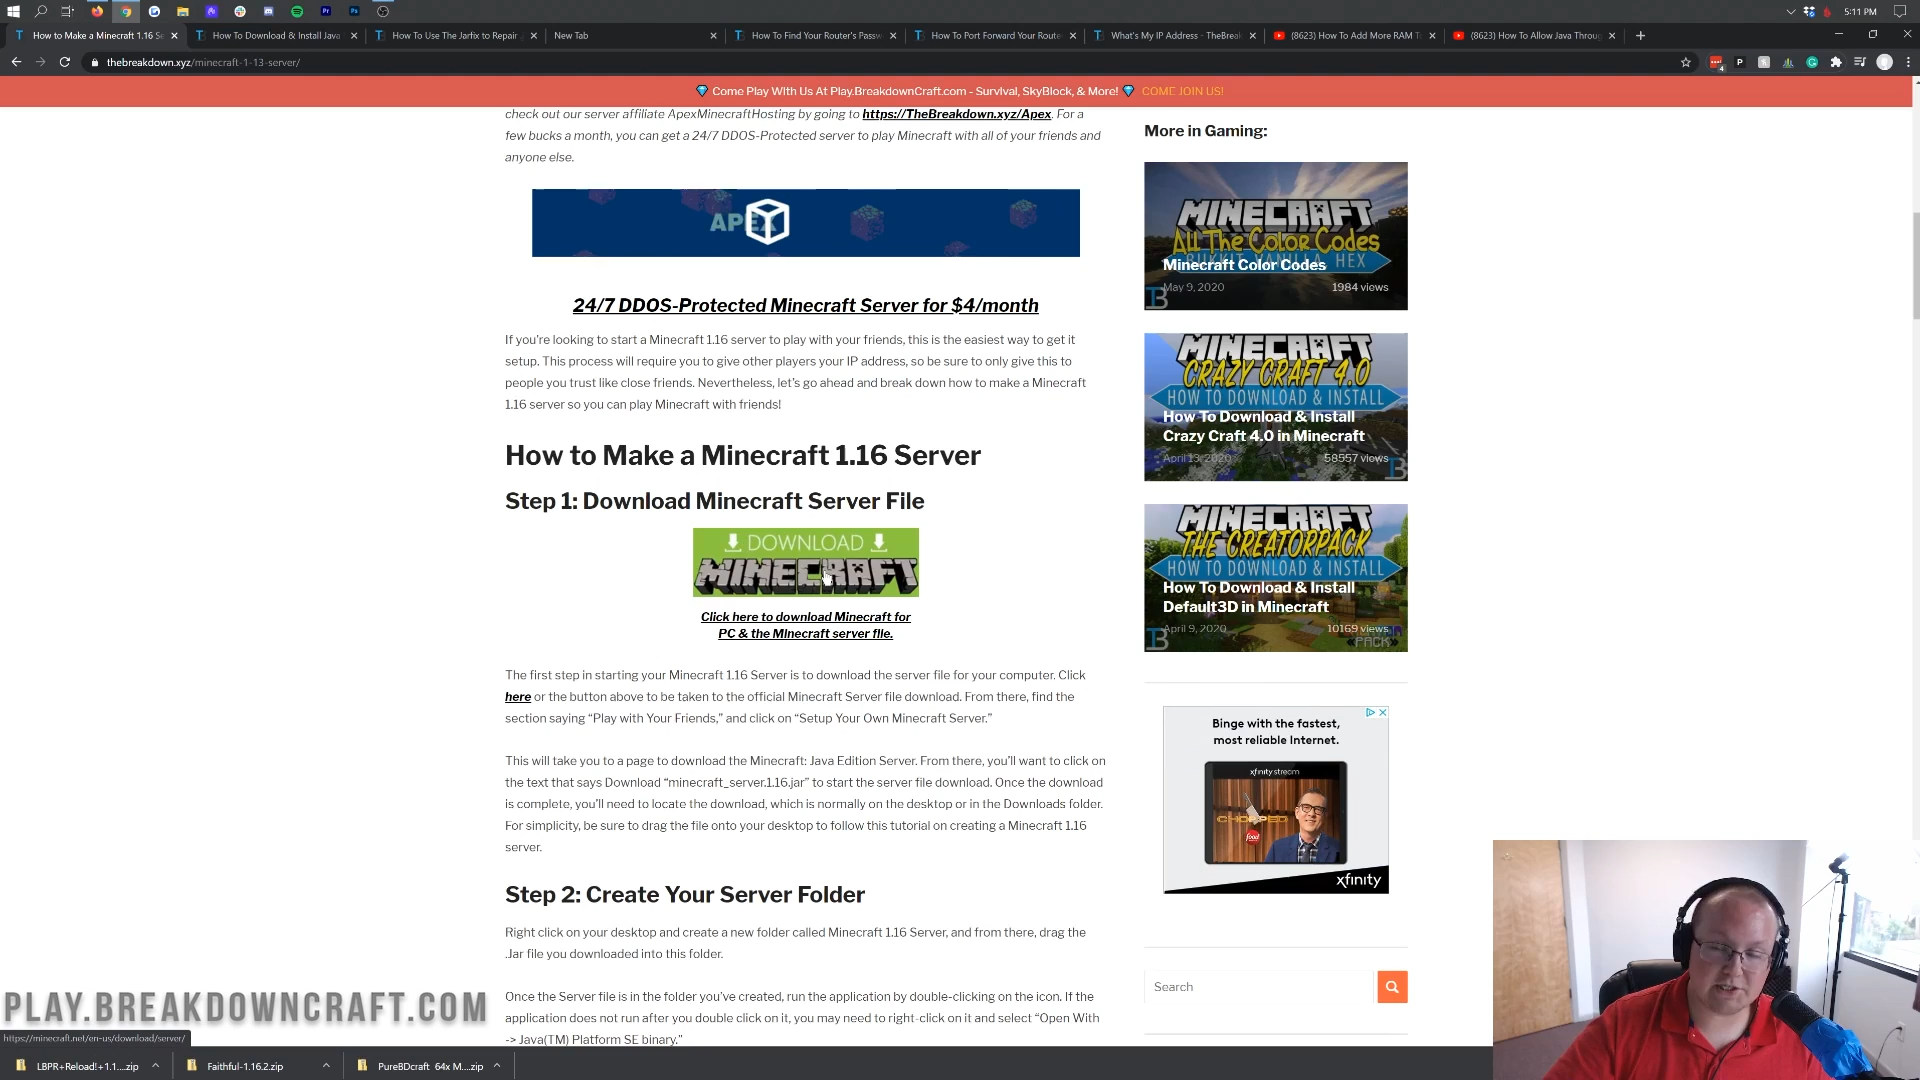 5:11 PM
How to Make a Minecraft 1.16 Se
How To Download & Install Java
How To Use The Jarfix to Repair
New Tab
How To Find Your Router's Passw
How To Port Forward Your Route
What's My IP Address - TheBreak
(8623) How To Add More RAM T
(8623) How To Allow Java Throug
thebreakdown.xyz/minecraft-1-13-server/
Come Play With Us At Play.BreakdownCraft.com - Survival, SkyBlock, & More! COME JOIN US!
check out our server affiliate ApexMinecraftHosting by going to https://TheBreakdown.xyz/Apex. For a
few bucks a month, you can get a 24/7 DDOS-Protected server to play Minecraft with all of your friends and
anyone else.
APEX
24/7 DDOS-Protected Minecraft Server for $4/month
If you're looking to start a Minecraft 1.16 server to play with your friends, this is the easiest way to get it
setup. This process will require you to give other players your IP address, so be sure to only give this to
people you trust like close friends. Nevertheless, let's go ahead and break down how to make a Minecraft
1.16 server so you can play Minecraft with friends!
How to Make a Minecraft 1.16 Server
Step 1: Download Minecraft Server File
DOWNLOAD
MINECRAFT
Click here to download Minecraft for
PC & the Minecraft server file.
The first step in starting your Minecraft 1.16 Server is to download the server file for your computer. Click
here or the button above to be taken to the official Minecraft Server file download. From there, find the
section saying “Play with Your Friends,” and click on “Setup Your Own Minecraft Server.”
This will take you to a page to download the Minecraft: Java Edition Server. From there, you'll want to click on
the text that says Download “minecraft_server.1.16.jar” to start the server file download. Once the download
is complete, you'll need to locate the download, which is normally on the desktop or in the Downloads folder.
For simplicity, be sure to drag the file onto your desktop to follow this tutorial on creating a Minecraft 1.16
server.
Step 2: Create Your Server Folder
Right click on your desktop and create a new folder called Minecraft 1.16 Server, and from there, drag the
.Jar file you downloaded into this folder.
Once the Server file is in the folder you've created, run the application by double-clicking on the icon. If the
application does not run after you double click on it, you may need to right-click on it and select “Open With
-> Java(TM) Platform SE binary.”
More in Gaming:
MINECRAFT
All The Color Codes
BUKKIT VANILLA HEX
Minecraft Color Codes
May 9, 2020
1984 views
MINECRAFT
CRAZY CRAFT 4.0
HOW TO DOWNLOAD & INSTALL
How To Download & Install
Crazy Craft 4.0 in Minecraft
April 13, 2020
58557 views
MINECRAFT
THE CREATORPACK
HOW TO DOWNLOAD & INSTALL
How To Download & Install
Default3D in Minecraft
April 9, 2020
10169 views
PACK
Binge with the fastest,
most reliable Internet.
xfinity stream
CHOPPED
food
xfinity
Search
PLAY.BREAKDOWNCRAFT.COM
https://minecraft.net/en-us/download/server/
LBPR+Reload!+1.1....zip
Faithful-1.16.2.zip
PureBDcraft 64x M....zip